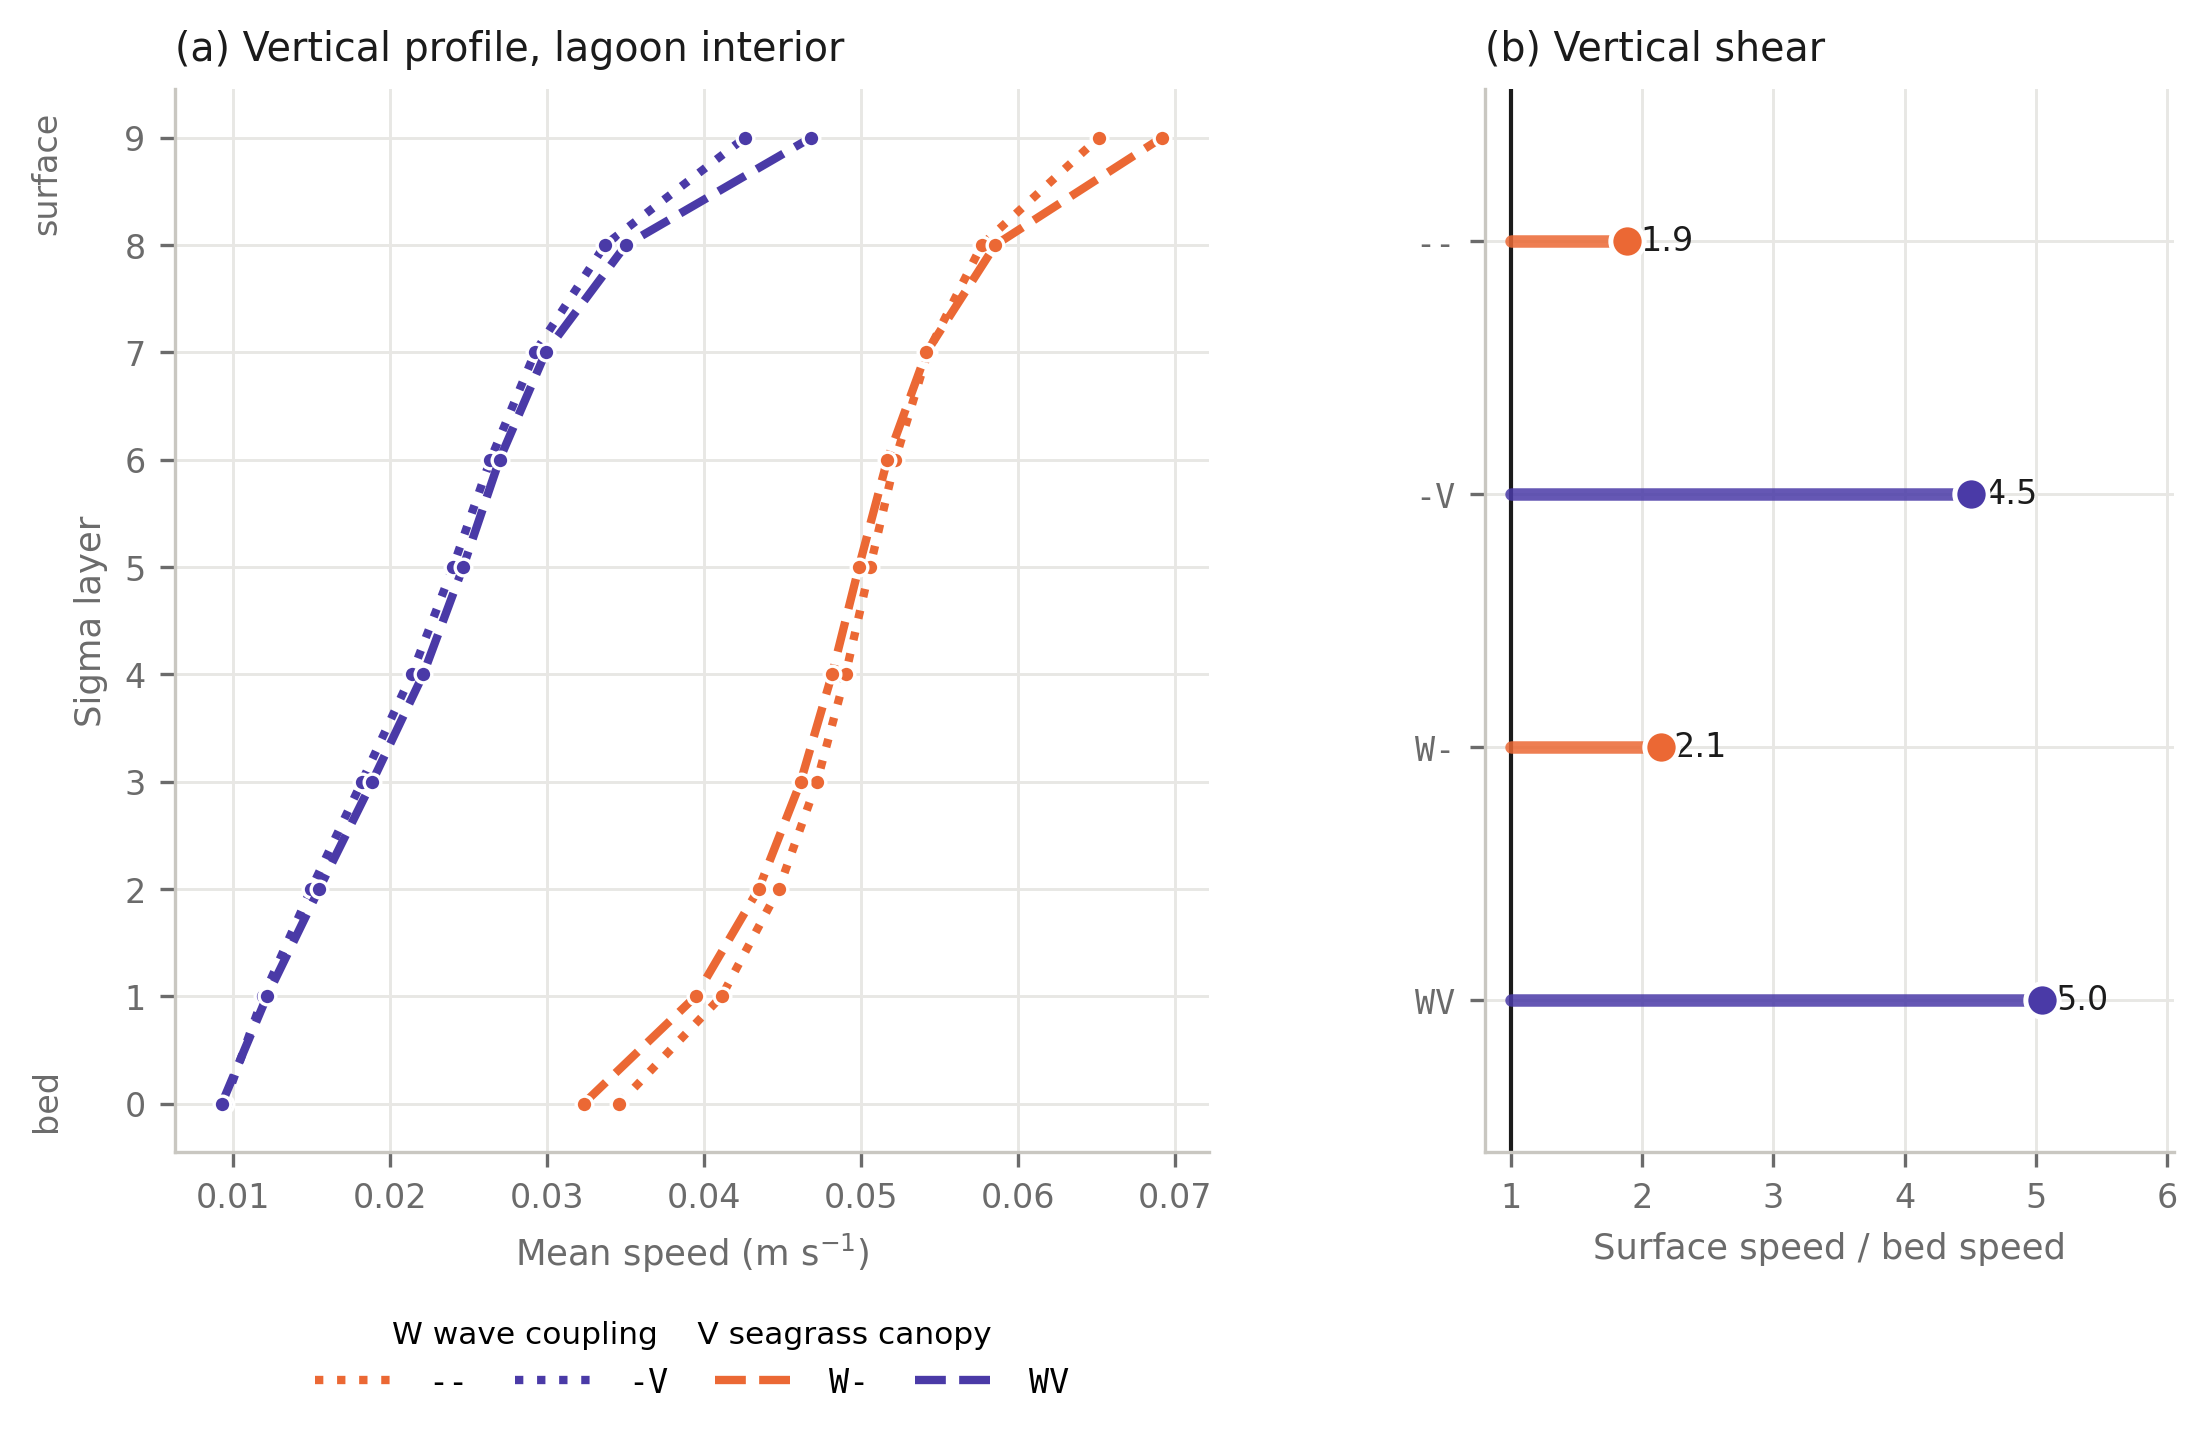 (a) Vertical profile, lagoon interior
surface
Sigma layer
bed
9
8
7
6
5
4
3
2
1
0
0.01 0.02 0.03 0.04 0.05 0.06 0.07
Mean speed (m s⁻¹)
W wave coupling V seagrass canopy
-- -V W- WV
(b) Vertical shear
-- 1.9
-V 4.5
W- 2.1
WV 5.0
1 2 3 4 5 6
Surface speed / bed speed